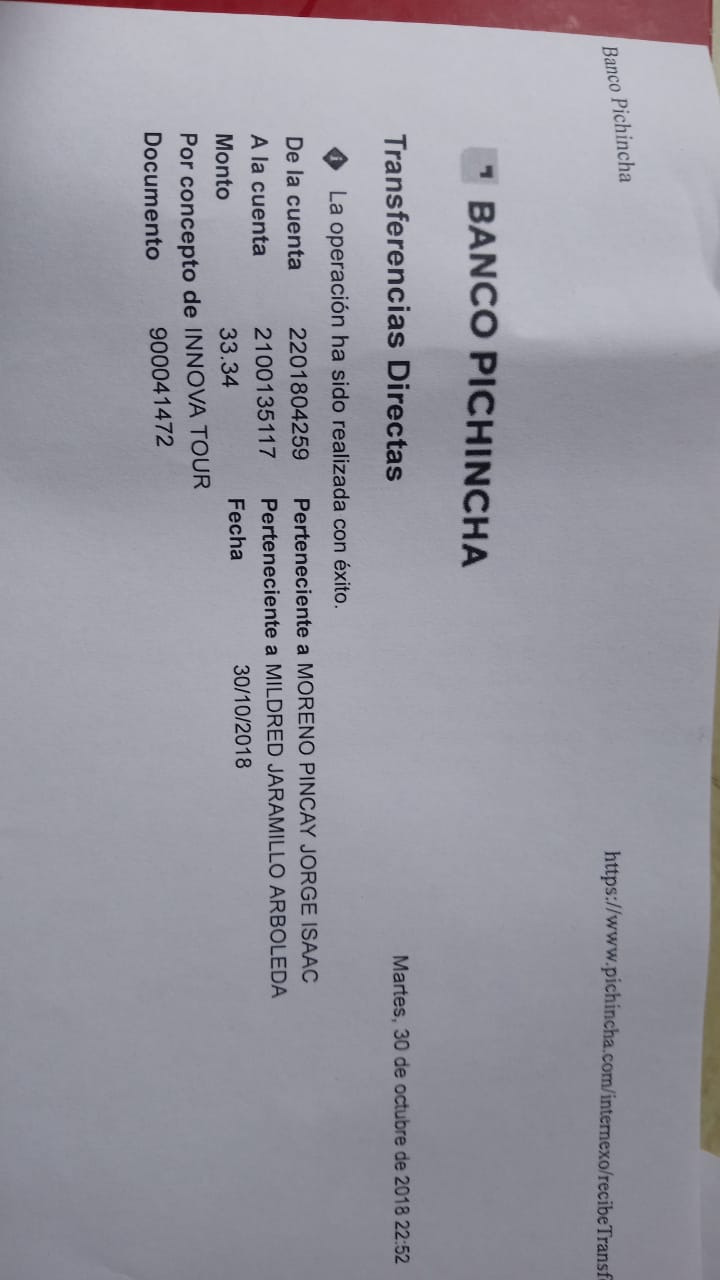 Banco Pichincha https://www.pichincha.com/internexo/recibeTransf
BANCO PICHINCHA
Transferencias Directas Martes, 30 de octubre de 2018 22:52
La operación ha sido realizada con éxito.
De la cuenta 2201804259 Perteneciente a MORENO PINCAY JORGE ISAAC
A la cuenta 2100135117 Perteneciente a MILDRED JARAMILLO ARBOLEDA
Monto 33.34 Fecha 30/10/2018
Por concepto de INNOVA TOUR
Documento 900041472